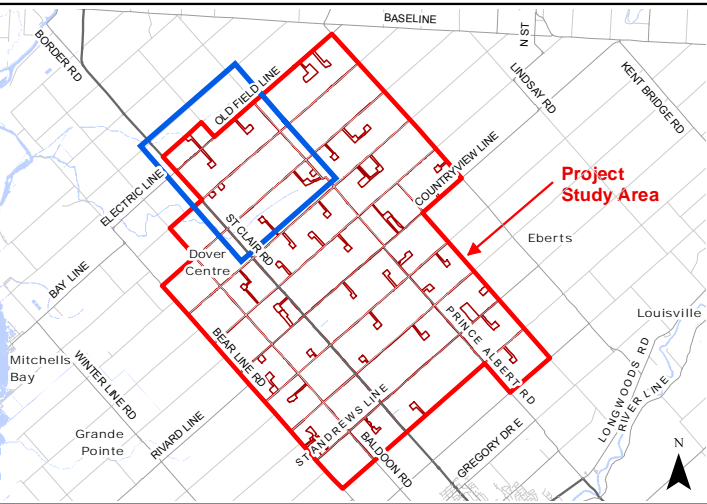 BASELINE
BORDER RD
N ST
OLD FIELD LINE
LINDSAY RD
KENT BRIDGE RD
ELECTRIC LINE
COUNTRYVIEW LINE
Project
Study Area
ST CLAIR RD
Eberts
Dover
Centre
BAY LINE
PRINCE ALBERT RD
Louisville
BEAR LINE RD
Mitchells
Bay
WINTER LINE RD
LONGWOODS RD
RIVER LINE
ST ANDREWS LINE
Grande
Pointe
RIVARD LINE
BALDOON RD
GREGORY DR E
N